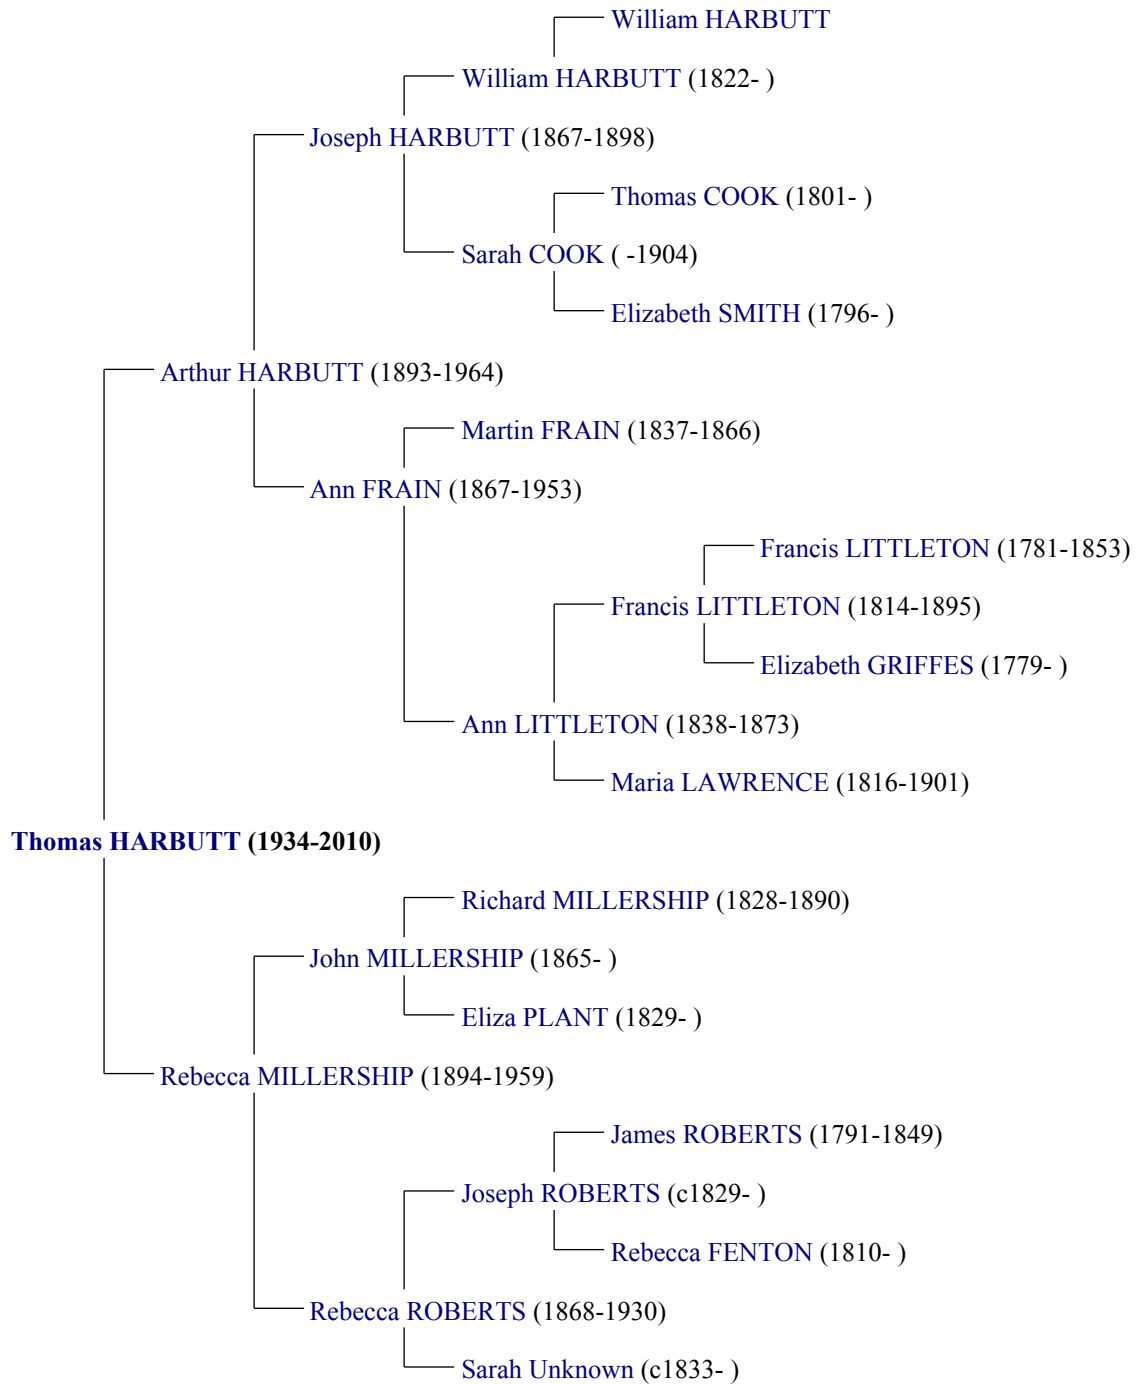 William HARBUTT
William HARBUTT (1822- )
Joseph HARBUTT (1867-1898)
Thomas COOK (1801- )
Sarah COOK ( -1904)
Elizabeth SMITH (1796- )
Arthur HARBUTT (1893-1964)
Martin FRAIN (1837-1866)
Ann FRAIN (1867-1953)
Francis LITTLETON (1781-1853)
Francis LITTLETON (1814-1895)
Elizabeth GRIFFES (1779- )
Ann LITTLETON (1838-1873)
Maria LAWRENCE (1816-1901)
Thomas HARBUTT (1934-2010)
Richard MILLERSHIP (1828-1890)
John MILLERSHIP (1865- )
Eliza PLANT (1829- )
Rebecca MILLERSHIP (1894-1959)
James ROBERTS (1791-1849)
Joseph ROBERTS (c1829- )
Rebecca FENTON (1810- )
Rebecca ROBERTS (1868-1930)
Sarah Unknown (c1833- )